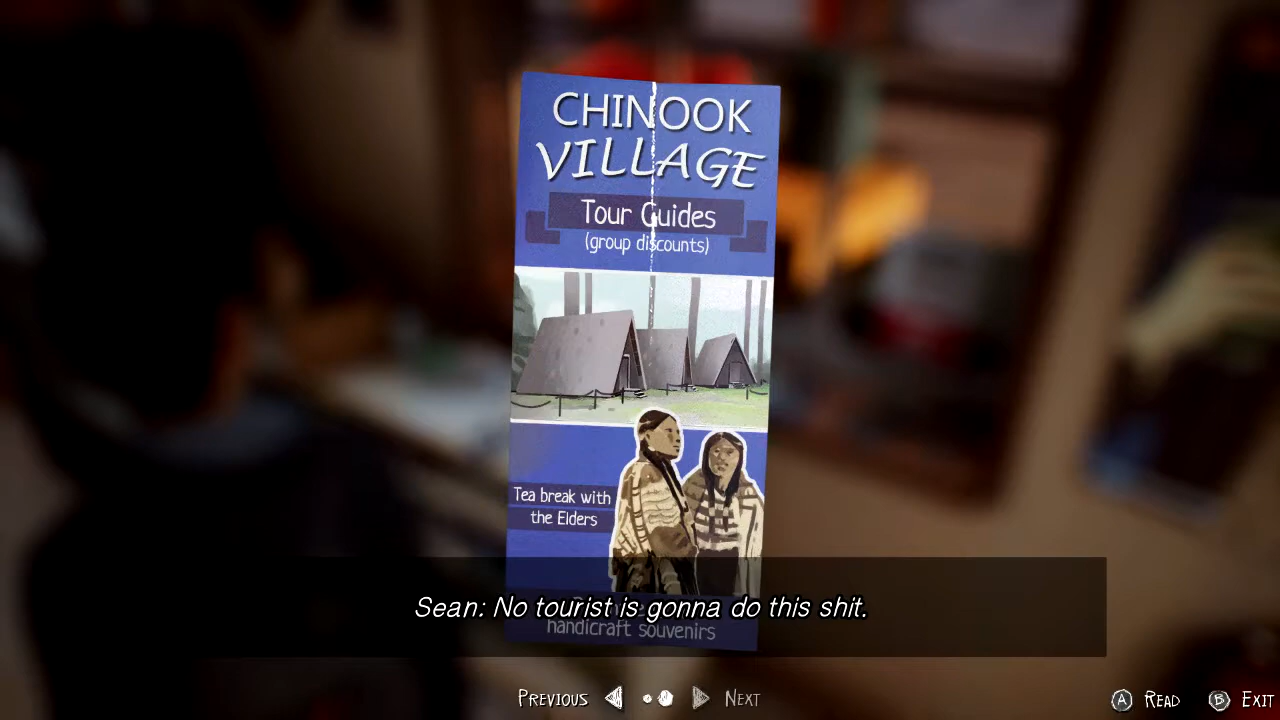 CHINOOK
VILLAGE
Tour Guides
(group discounts)
Tea break with
the Elders
Sean: No tourist is gonna do this shit.
handicraft souvenirs
PREVIOUS
NEXT
A READ
B EXIT